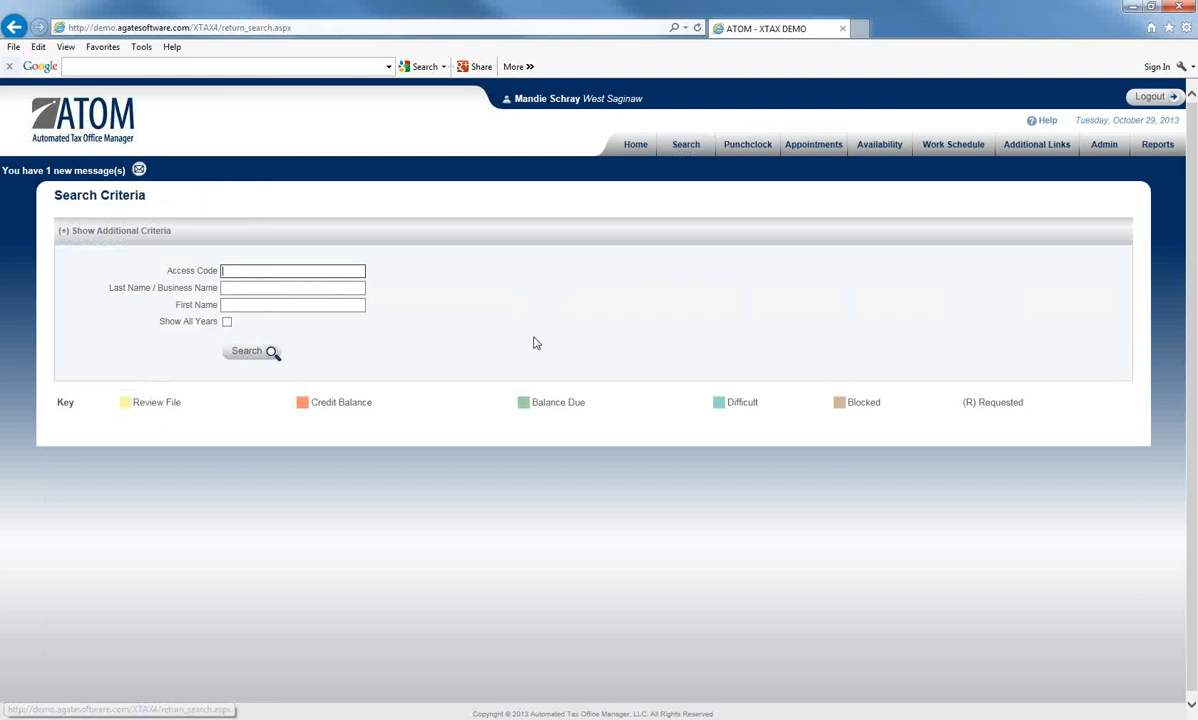 http://demo.agatesoftware.com/XTAX4/return_search.aspx
ATOM - XTAX DEMO
File Edit View Favorites Tools Help
x Google Search Share More »
Sign In
ATOM
Automated Tax Office Manager
Mandie Schray West Saginaw
Logout
Help Tuesday, October 29, 2013
Home Search Punchclock Appointments Availability Work Schedule Additional Links Admin Reports
You have 1 new message(s)
Search Criteria
(+) Show Additional Criteria
Access Code
Last Name / Business Name
First Name
Show All Years
Search
Key Review File Credit Balance Balance Due Difficult Blocked (R) Requested
http://demo.agatesoftware.com/XTAX4/return_search.aspx
Copyright © 2013 Automated Tax Office Manager, LLC. All Rights Reserved